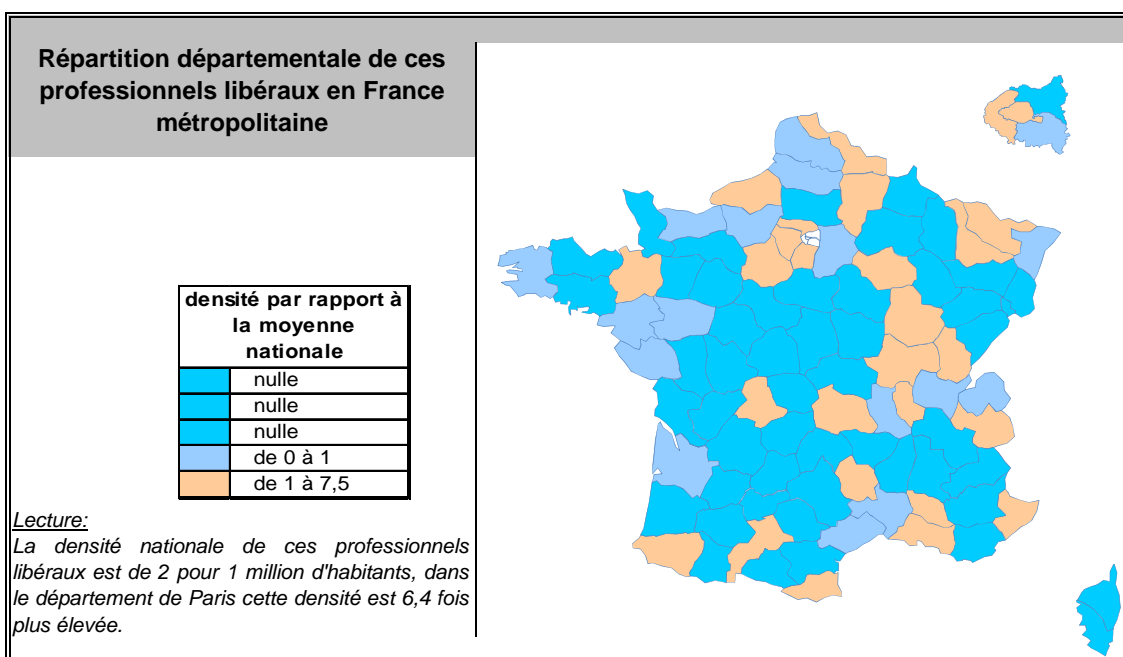 Répartition départementale de ces
professionnels libéraux en France
métropolitaine
densité par rapport à
la moyenne
nationale
nulle
nulle
nulle
de 0 à 1
de 1 à 7,5
Lecture:
La densité nationale de ces professionnels
libéraux est de 2 pour 1 million d'habitants, dans
le département de Paris cette densité est 6,4 fois
plus élevée.